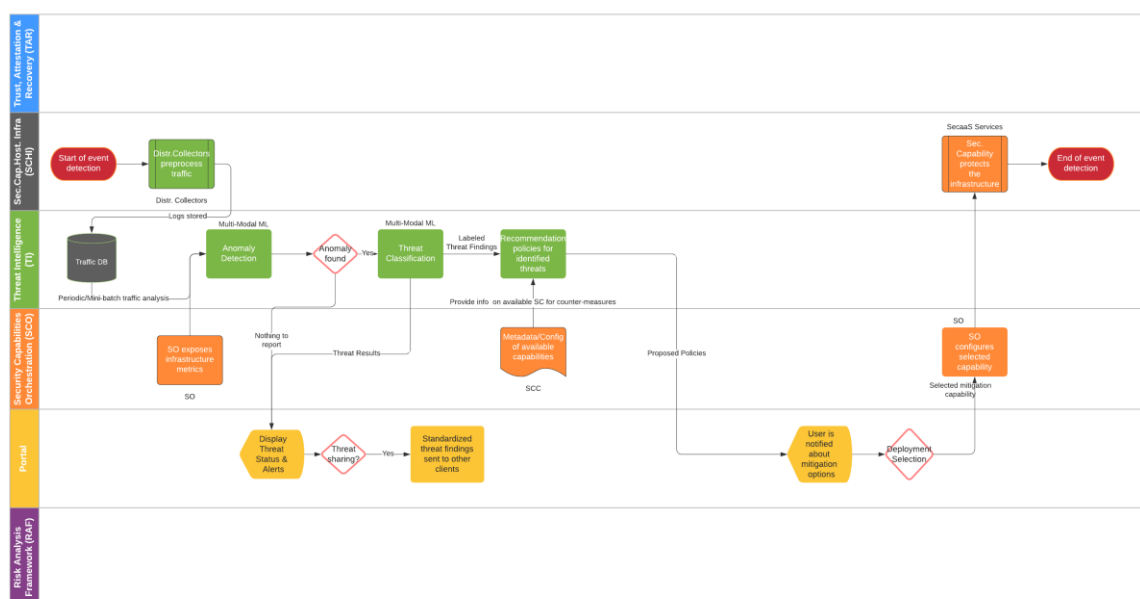 Trust, Attestation &
Recovery (TAR)
Sec.Cap.Host. Infra
(SCHI)
Start of event
detection
Distr.Collectors
preprocess
traffic
Distr. Collectors
SecaaS Services
Sec.
Capability
protects
the
infrastructure
End of event
detection
Threat Intelligence
(TI)
Logs stored
Traffic DB
Periodic/Mini-batch traffic analysis
Multi-Modal ML
Anomaly
Detection
Anomaly
found
Yes
Multi-Modal ML
Threat
Classification
Labeled
Threat Findings
Recommendation
policies for
identified
threats
Provide info on available SC for counter-measures
Security Capabilities
Orchestration (SCO)
SO exposes
infrastructure
metrics
SO
Nothing to
report
Threat Results
Metadata/Config
of available
capabilities
SCC
Proposed Policies
SO
SO
configures
selected
capability
Selected mitigation
capability
Portal
Display
Threat
Status &
Alerts
Threat
sharing?
Yes
Standardized
threat findings
sent to other
clients
User is
notified
about
mitigation
options
Deployment
Selection
Risk Analysis
Framework (RAF)